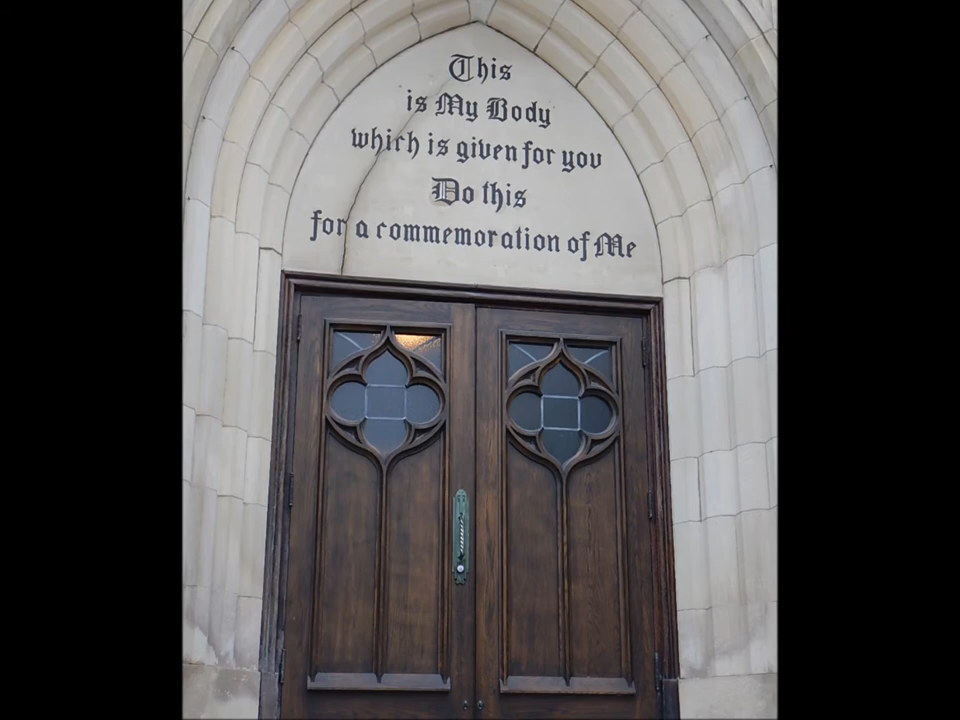 This
is My Body
which is given for you
Do this
for a commemoration of Me